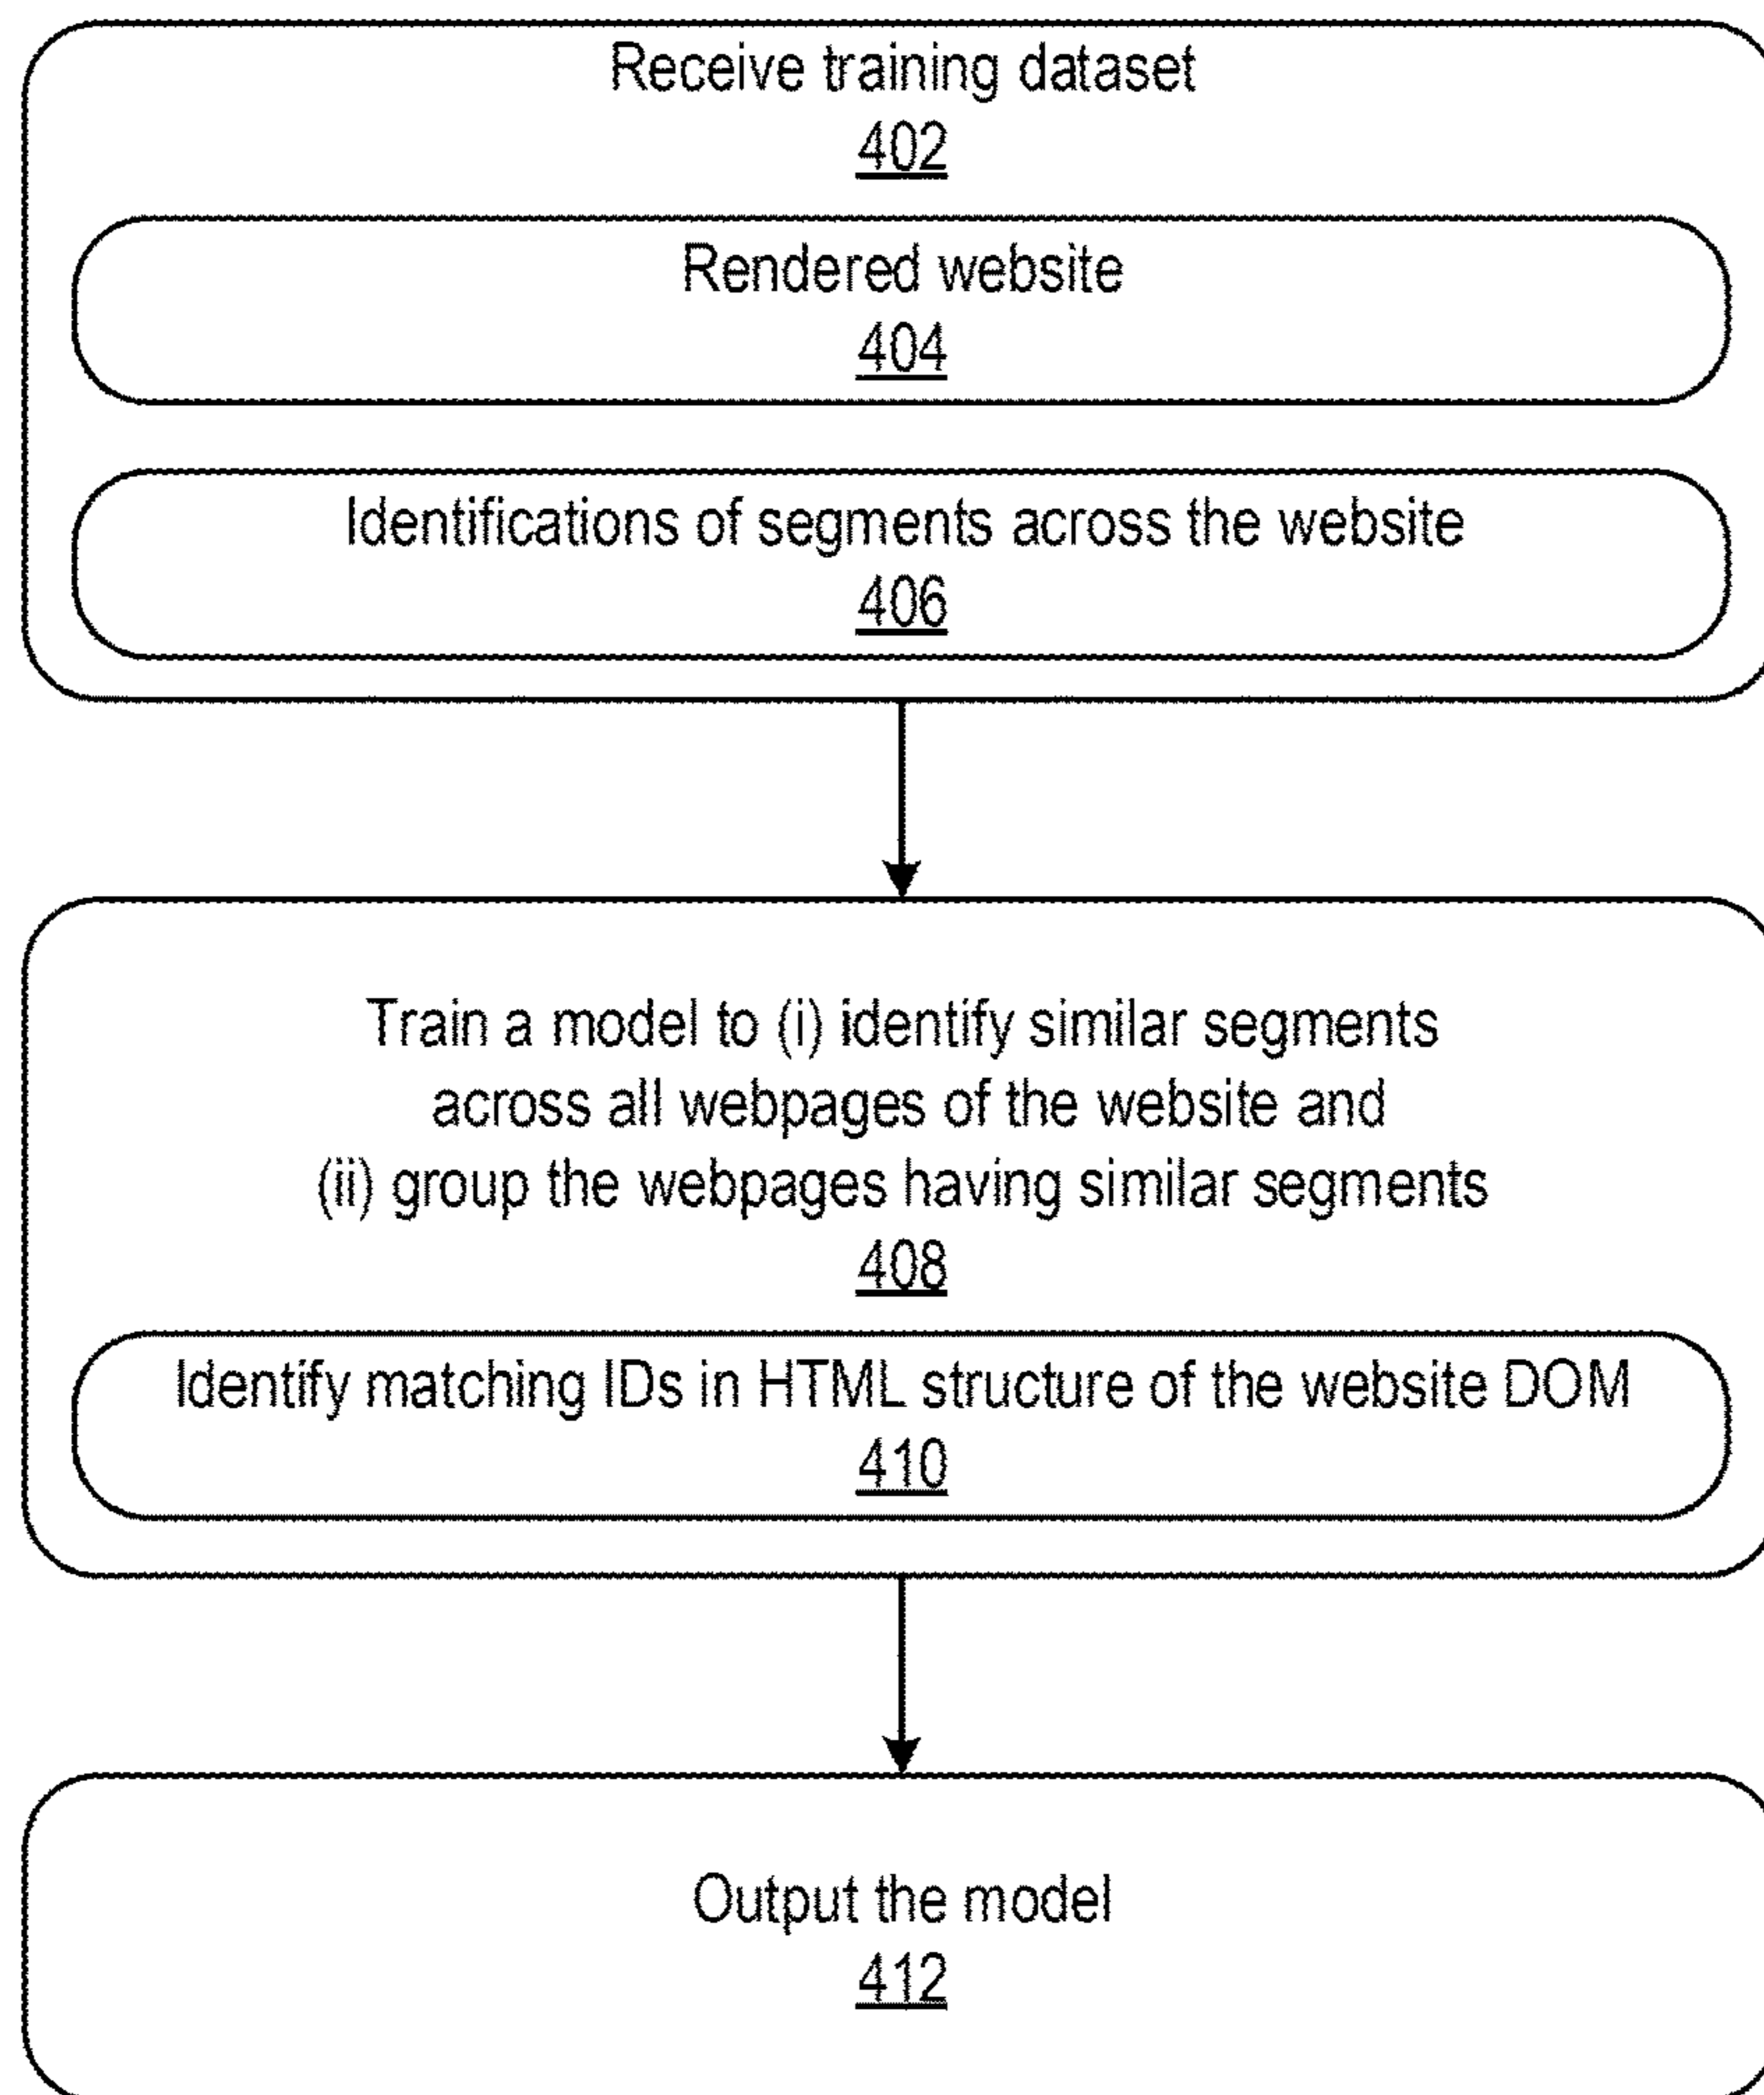 Receive training dataset
402
Rendered website
404
Identifications of segments across the website
406
Train a model to (i) identify similar segments
across all webpages of the website and
(ii) group the webpages having similar segments
408
Identify matching IDs in HTML structure of the website DOM
410
Output the model
412